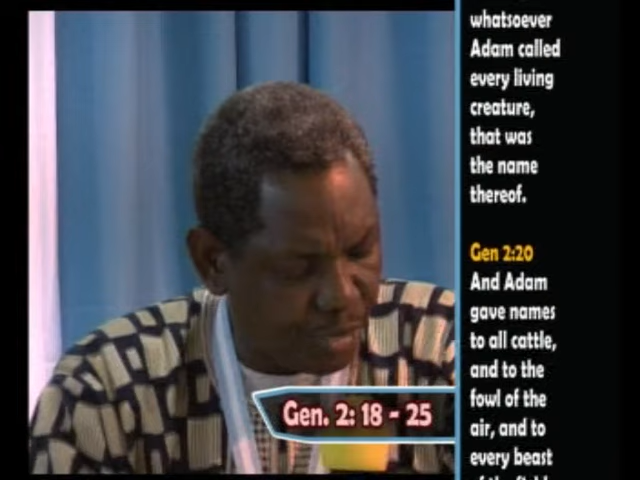 whatsoever
Adam called
every living
creature,
that was
the name
thereof.
Gen 2:20
And Adam
gave names
to all cattle,
and to the
fowl of the
air, and to
every beast
Gen. 2: 18 - 25